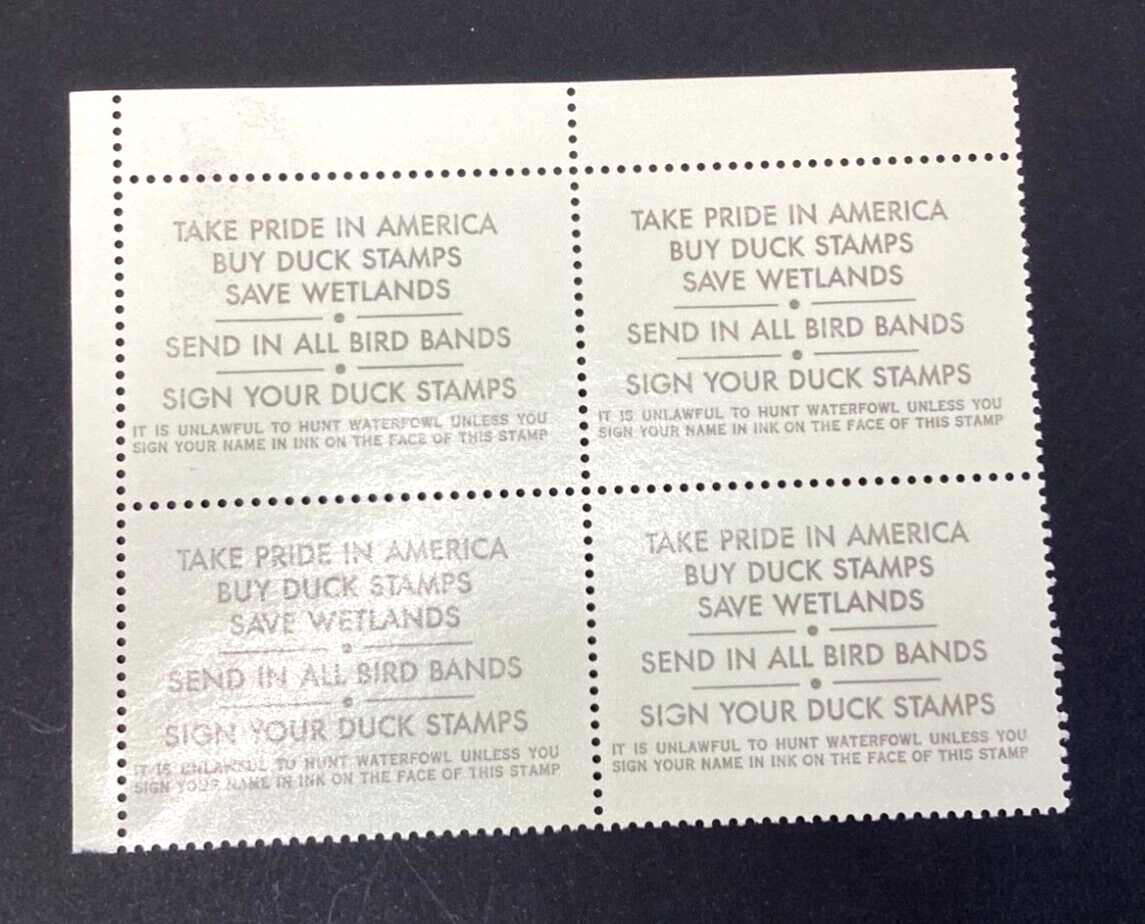 TAKE PRIDE IN AMERICA
BUY DUCK STAMPS
SAVE WETLANDS
SEND IN ALL BIRD BANDS
SIGN YOUR DUCK STAMPS
IT IS UNLAWFUL TO HUNT WATERFOWL UNLESS YOU
SIGN YOUR NAME IN INK ON THE FACE OF THIS STAMP
TAKE PRIDE IN AMERICA
BUY DUCK STAMPS
SAVE WETLANDS
SEND IN ALL BIRD BANDS
SIGN YOUR DUCK STAMPS
IT IS UNLAWFUL TO HUNT WATERFOWL UNLESS YOU
SIGN YOUR NAME IN INK ON THE FACE OF THIS STAMP
TAKE PRIDE IN AMERICA
BUY DUCK STAMPS
SAVE WETLANDS
SEND IN ALL BIRD BANDS
SIGN YOUR DUCK STAMPS
IT IS UNLAWFUL TO HUNT WATERFOWL UNLESS YOU
SIGN YOUR NAME IN INK ON THE FACE OF THIS STAMP
TAKE PRIDE IN AMERICA
BUY DUCK STAMPS
SAVE WETLANDS
SEND IN ALL BIRD BANDS
SIGN YOUR DUCK STAMPS
IT IS UNLAWFUL TO HUNT WATERFOWL UNLESS YOU
SIGN YOUR NAME IN INK ON THE FACE OF THIS STAMP